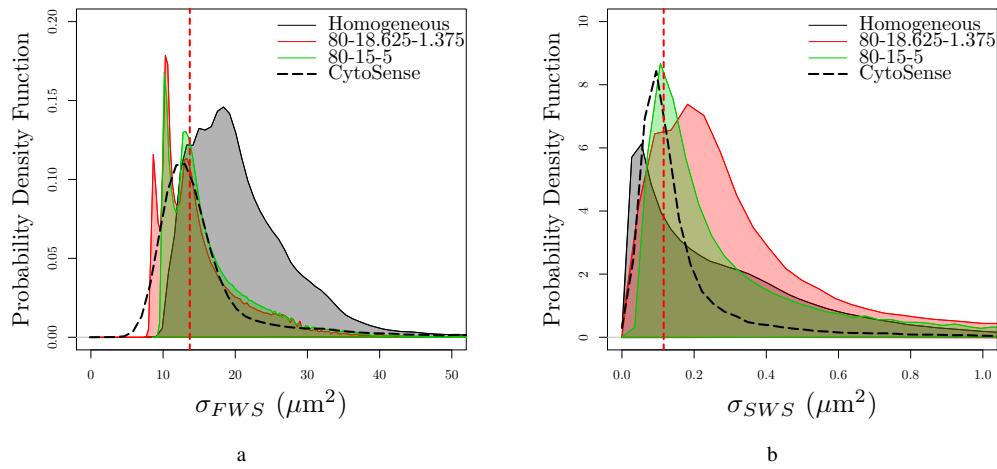 Probability Density Function
0.00 0.05 0.10 0.15 0.20
Homogeneous
80-18.625-1.375
80-15-5
CytoSense
0 10 20 30 40 50
σ_FWS (μm²)
a
Probability Density Function
0 2 4 6 8 10
Homogeneous
80-18.625-1.375
80-15-5
CytoSense
0.0 0.2 0.4 0.6 0.8 1.0
σ_SWS (μm²)
b